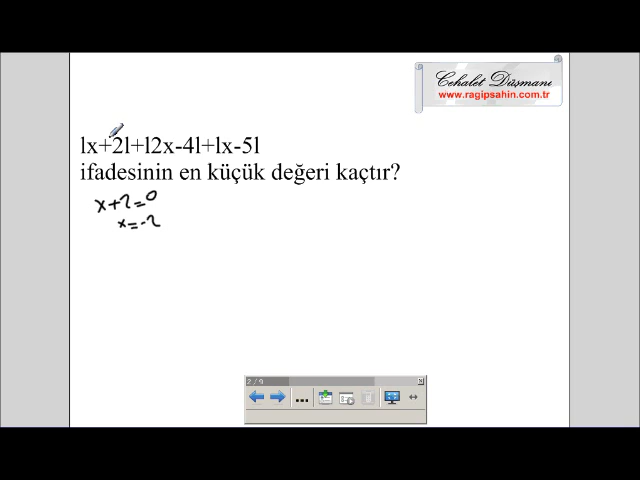 Cehalet Düşmanı
www.ragipsahin.com.tr
lx+2l+l2x-4l+lx-5l
ifadesinin en küçük değeri kaçtır?
x+2=0
x=-2
2 / 9
...